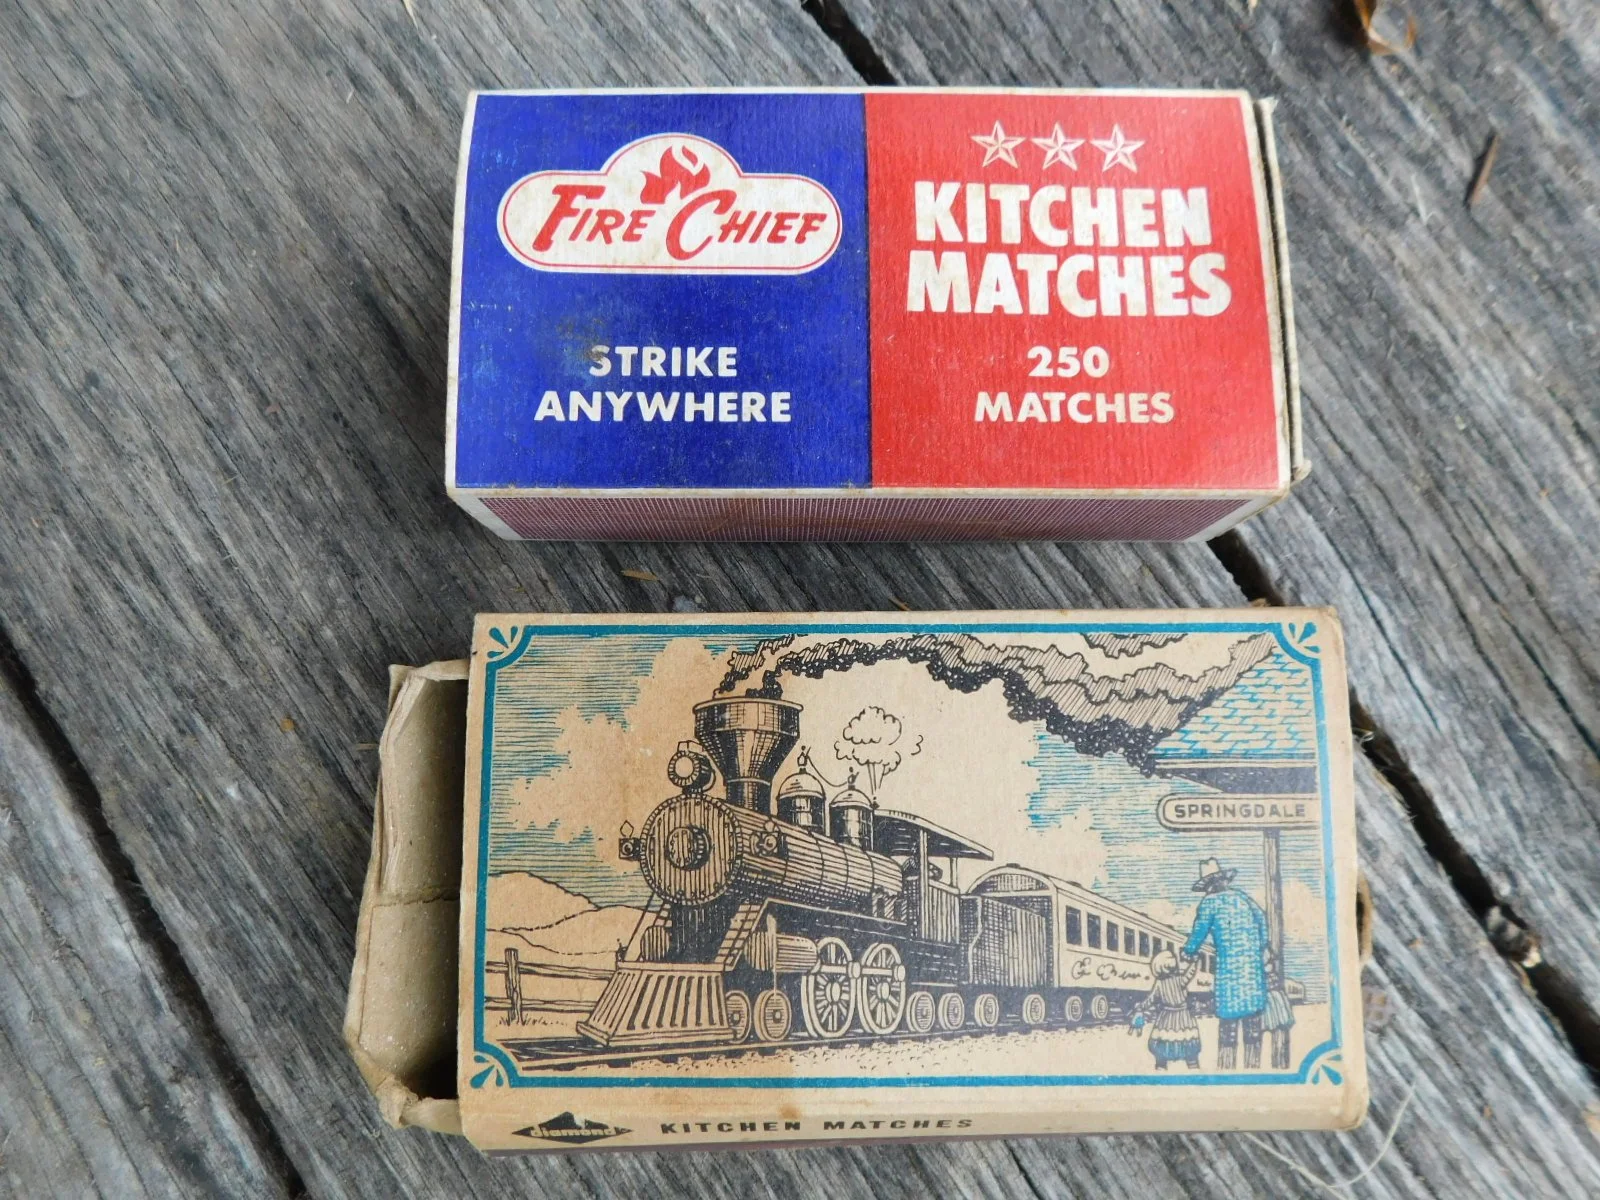 FIRE CHIEF
STRIKE
ANYWHERE
KITCHEN
MATCHES
250
MATCHES
SPRINGDALE
diamond KITCHEN MATCHES